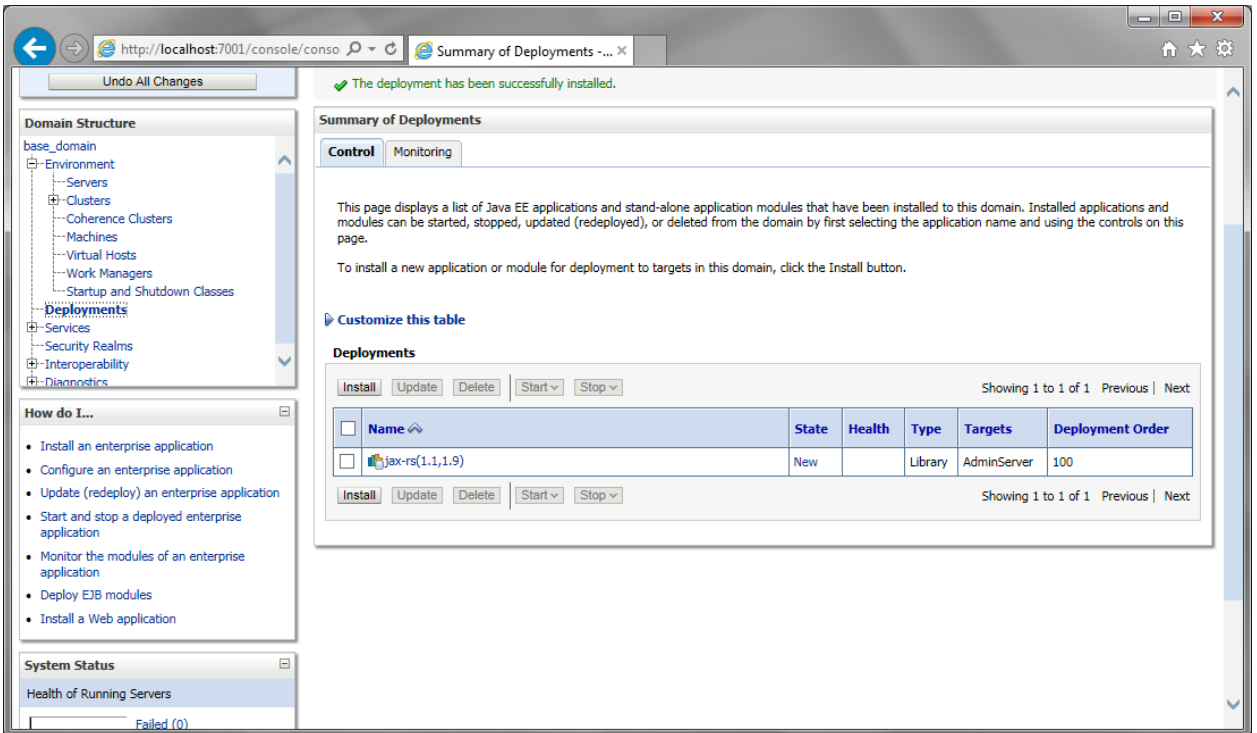 http://localhost:7001/console/conso
Summary of Deployments -...
Undo All Changes
Domain Structure
base_domain
Environment
Servers
Clusters
Coherence Clusters
Machines
Virtual Hosts
Work Managers
Startup and Shutdown Classes
Deployments
Services
Security Realms
Interoperability
Diagnostics
How do I...
Install an enterprise application
Configure an enterprise application
Update (redeploy) an enterprise application
Start and stop a deployed enterprise
application
Monitor the modules of an enterprise
application
Deploy EJB modules
Install a Web application
System Status
Health of Running Servers
Failed (0)
The deployment has been successfully installed.
Summary of Deployments
Control Monitoring
This page displays a list of Java EE applications and stand-alone application modules that have been installed to this domain. Installed applications and
modules can be started, stopped, updated (redeployed), or deleted from the domain by first selecting the application name and using the controls on this
page.
To install a new application or module for deployment to targets in this domain, click the Install button.
Customize this table
Deployments
Install Update Delete Start Stop Showing 1 to 1 of 1 Previous | Next
Name State Health Type Targets Deployment Order
jax-rs(1.1,1.9) New Library AdminServer 100
Install Update Delete Start Stop Showing 1 to 1 of 1 Previous | Next